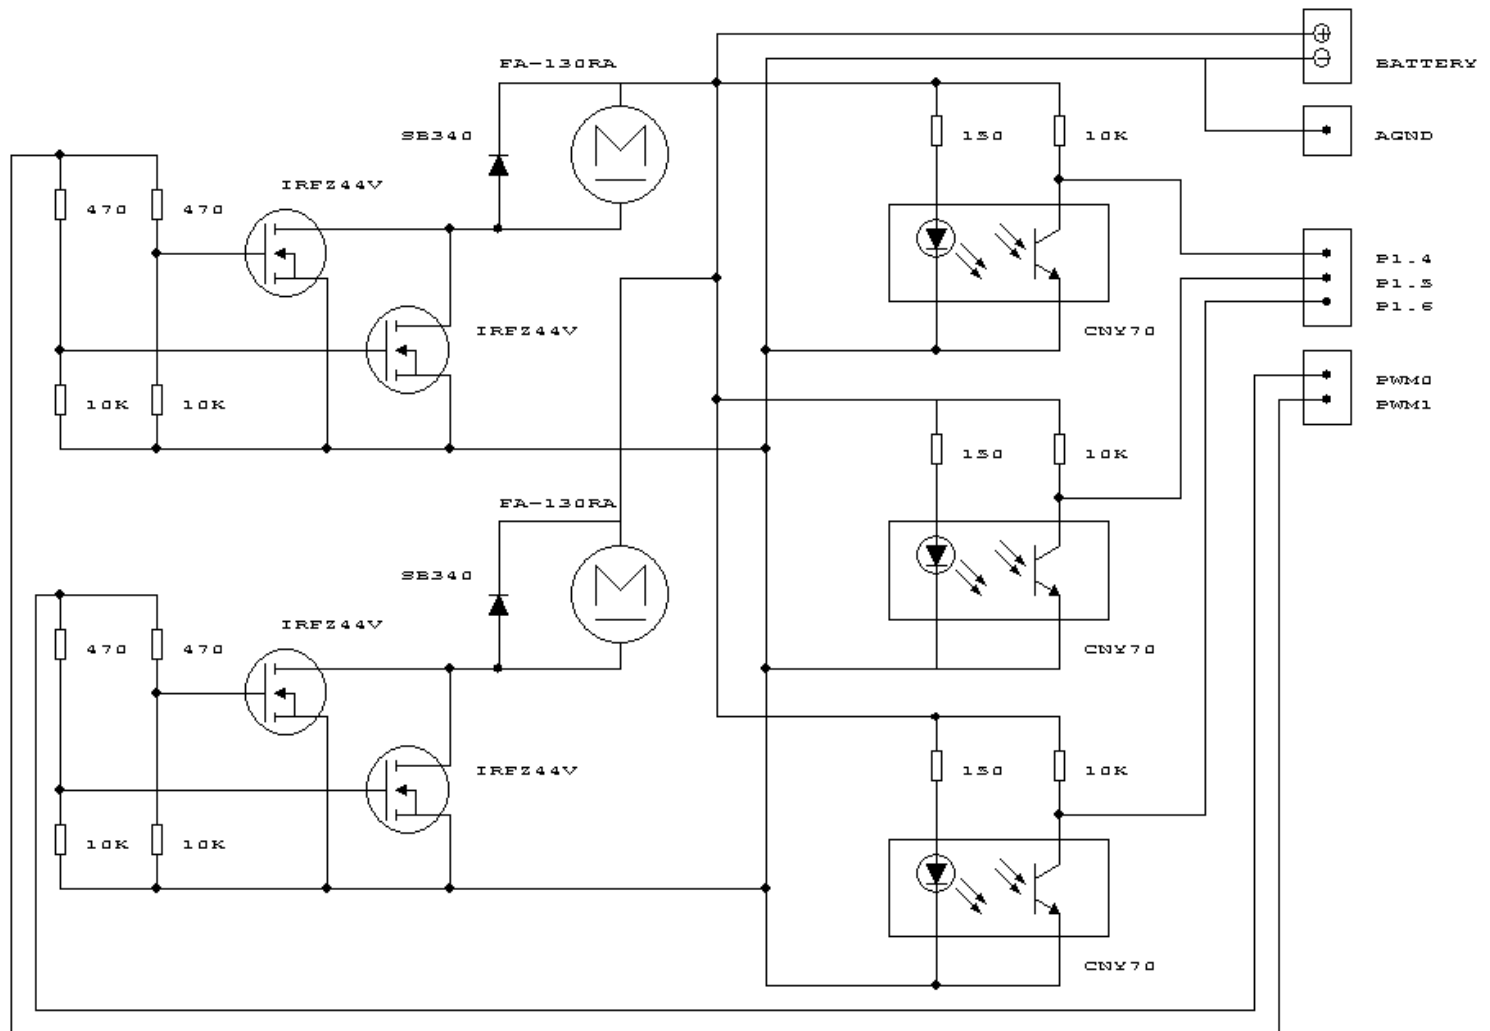 FA-130RA
BATTERY
SB340
150
10K
AGND
IRFZ44V
470
470
P1.4
P1.5
P1.6
IRFZ44V
CNY70
PWM0
PWM1
10K
10K
150
10K
FA-130RA
SB340
IRFZ44V
470
470
CNY70
IRFZ44V
150
10K
10K
10K
CNY70